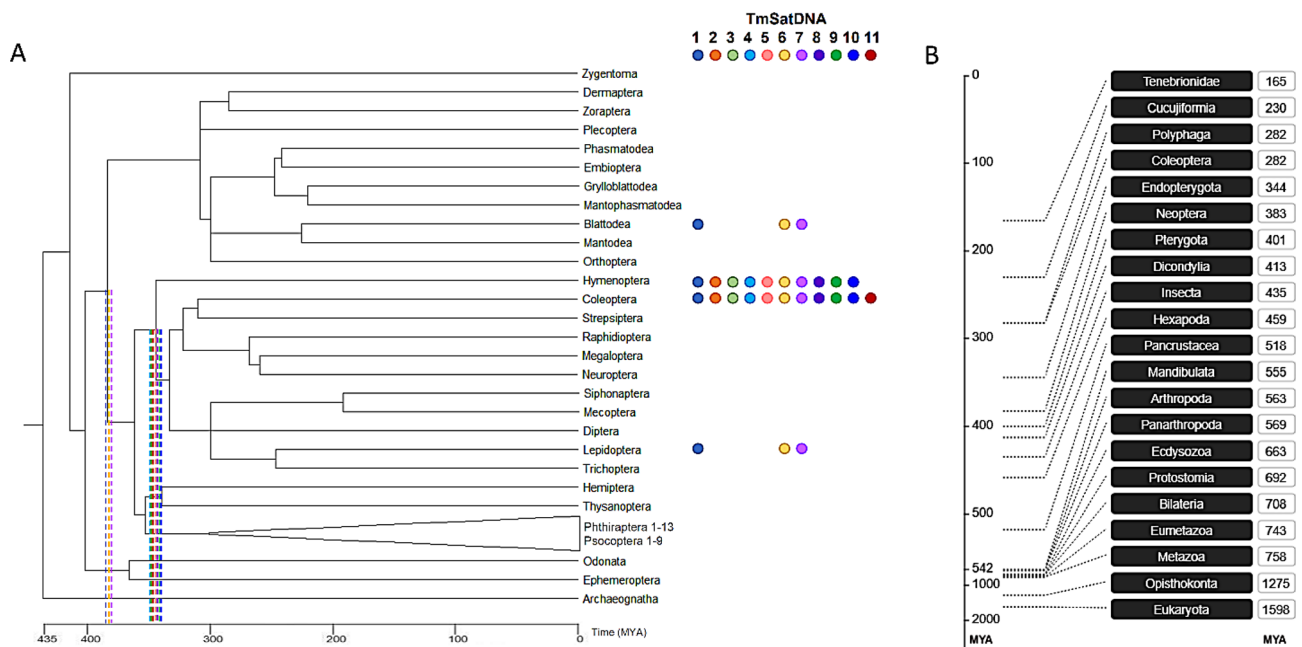 TmSatDNA
1 2 3 4 5 6 7 8 9 10 11
A
Zygentoma
Dermaptera
Zoraptera
Plecoptera
Phasmatodea
Embioptera
Grylloblattodea
Mantophasmatodea
Blattodea
Mantodea
Orthoptera
Hymenoptera
Coleoptera
Strepsiptera
Raphidioptera
Megaloptera
Neuroptera
Siphonaptera
Mecoptera
Diptera
Lepidoptera
Trichoptera
Hemiptera
Thysanoptera
Phthiraptera 1-13
Psocoptera 1-9
Odonata
Ephemeroptera
Archaeognatha
435 400 300 200 100 0 Time (MYA)
B
0
100
200
300
400
500
542
1000
2000
MYA
Tenebrionidae 165
Cucujiformia 230
Polyphaga 282
Coleoptera 282
Endopterygota 344
Neoptera 383
Pterygota 401
Dicondylia 413
Insecta 435
Hexapoda 459
Pancrustacea 518
Mandibulata 555
Arthropoda 563
Panarthropoda 569
Ecdysozoa 663
Protostomia 692
Bilateria 708
Eumetazoa 743
Metazoa 758
Opisthokonta 1275
Eukaryota 1598
MYA